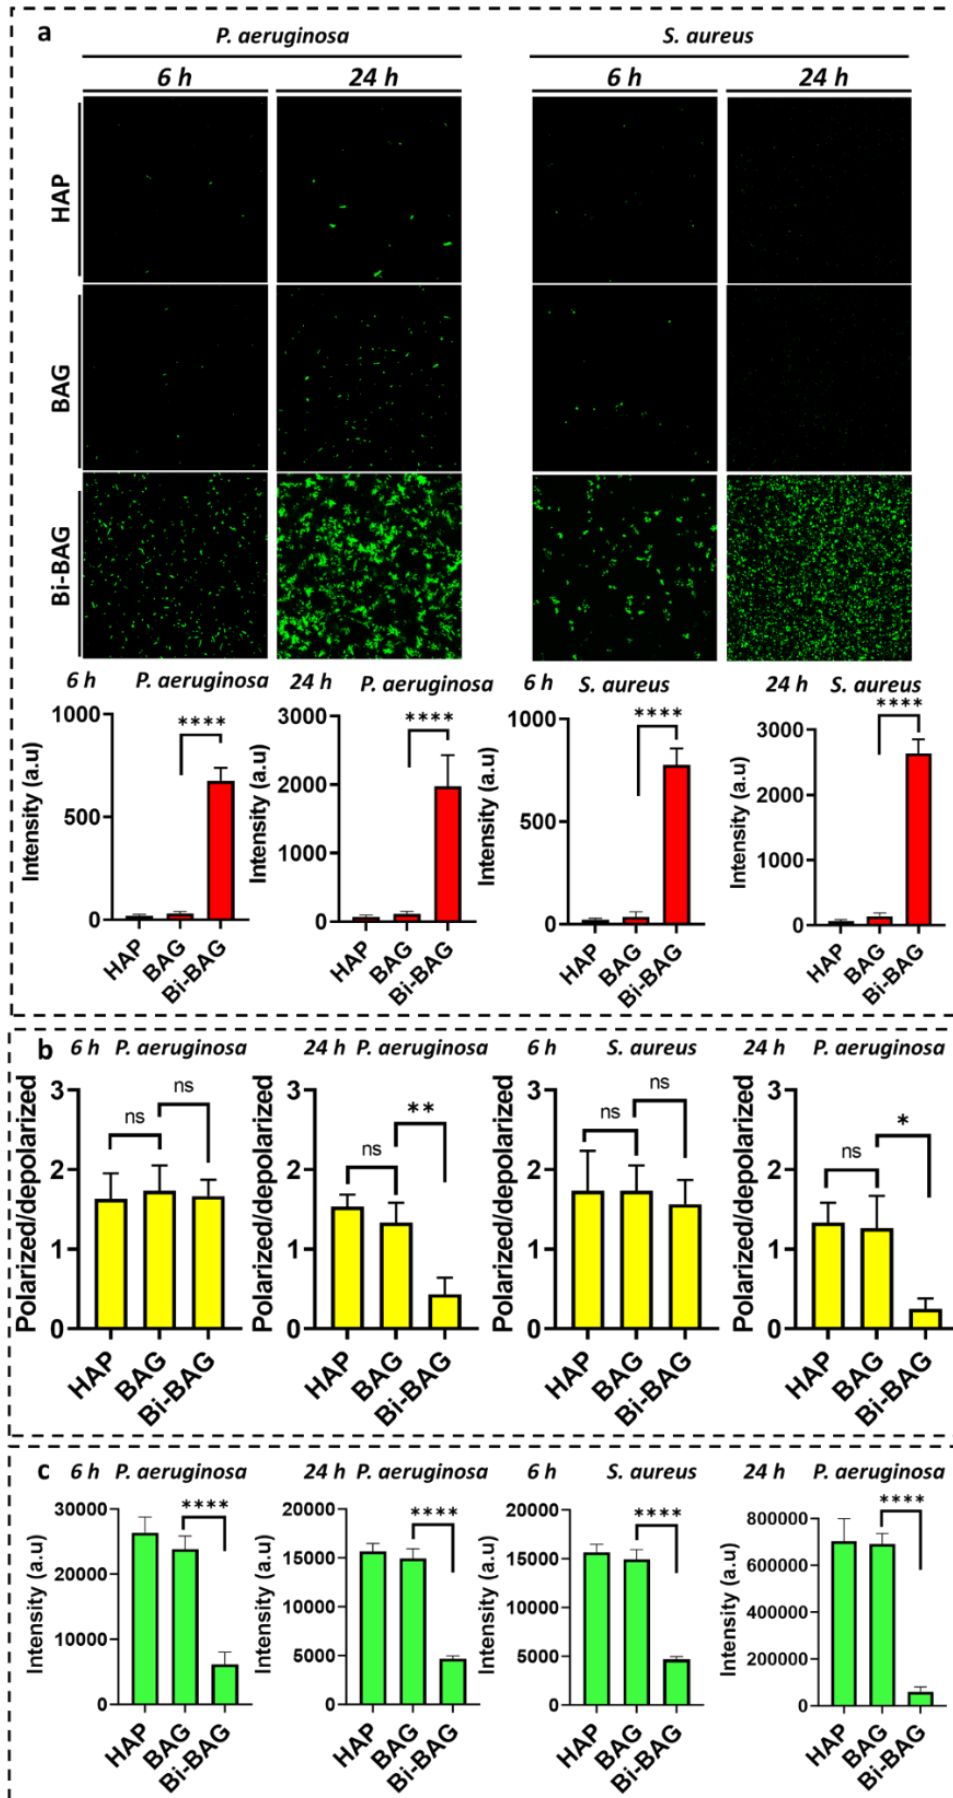 a
P. aeruginosa S. aureus
6 h 24 h 6 h 24 h
HAP
BAG
Bi-BAG
6 h P. aeruginosa 24 h P. aeruginosa 6 h S. aureus 24 h S. aureus
Intensity (a.u)
1000
500
0
****
HAP BAG Bi-BAG
Intensity (a.u)
3000
2000
1000
0
****
HAP BAG Bi-BAG
Intensity (a.u)
1000
500
0
****
HAP BAG Bi-BAG
Intensity (a.u)
3000
2000
1000
0
****
HAP BAG Bi-BAG
b
6 h P. aeruginosa 24 h P. aeruginosa 6 h S. aureus 24 h P. aeruginosa
Polarized/depolarized
3
2
1
0
ns ns
HAP BAG Bi-BAG
Polarized/depolarized
3
2
1
0
ns **
HAP BAG Bi-BAG
Polarized/depolarized
3
2
1
0
ns ns
HAP BAG Bi-BAG
Polarized/depolarized
3
2
1
0
ns *
HAP BAG Bi-BAG
c
6 h P. aeruginosa 24 h P. aeruginosa 6 h S. aureus 24 h P. aeruginosa
Intensity (a.u)
30000
20000
10000
0
****
HAP BAG Bi-BAG
Intensity (a.u)
20000
15000
10000
5000
0
****
HAP BAG Bi-BAG
Intensity (a.u)
20000
15000
10000
5000
0
****
HAP BAG Bi-BAG
Intensity (a.u)
800000
600000
400000
200000
0
****
HAP BAG Bi-BAG